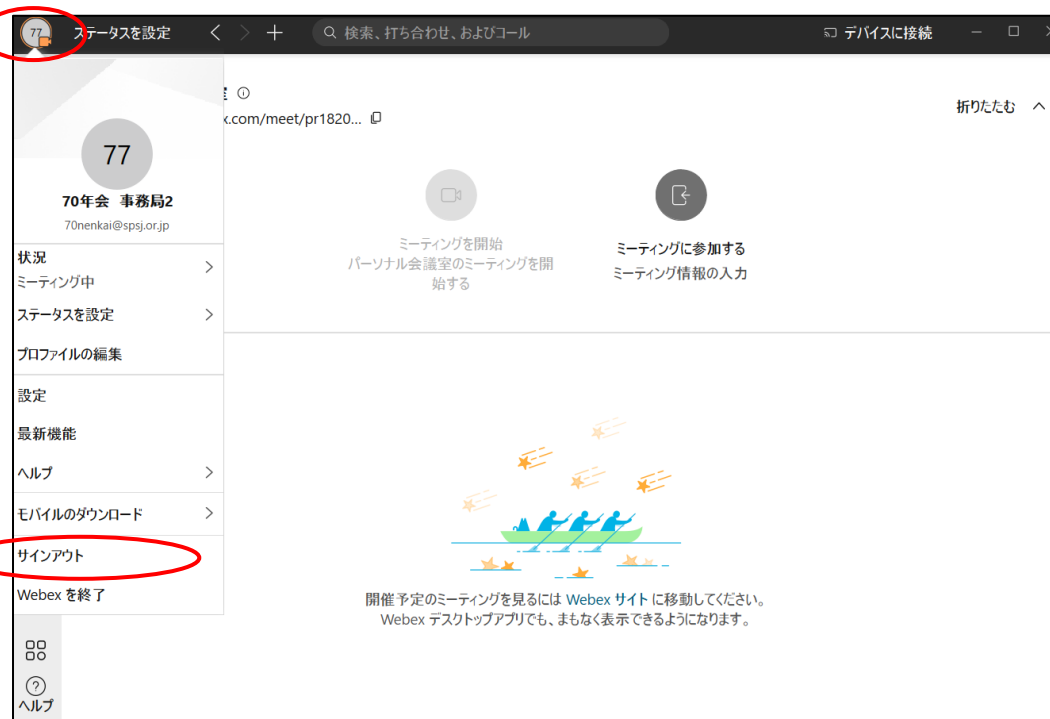 77 ステータスを設定
検索、打ち合わせ、およびコール
デバイスに接続
x.com/meet/pr1820...
折りたたむ
77
70年会 事務局2
70nenkai@spsj.or.jp
状況
ミーティング中
ステータスを設定
プロファイルの編集
設定
最新機能
ヘルプ
モバイルのダウンロード
サインアウト
Webex を終了
ミーティングを開始
パーソナル会議室のミーティングを開
始する
ミーティングに参加する
ミーティング情報の入力
開催予定のミーティングを見るには Webex サイト に移動してください。
Webex デスクトップアプリでも、まもなく表示できるようになります。
ヘルプ